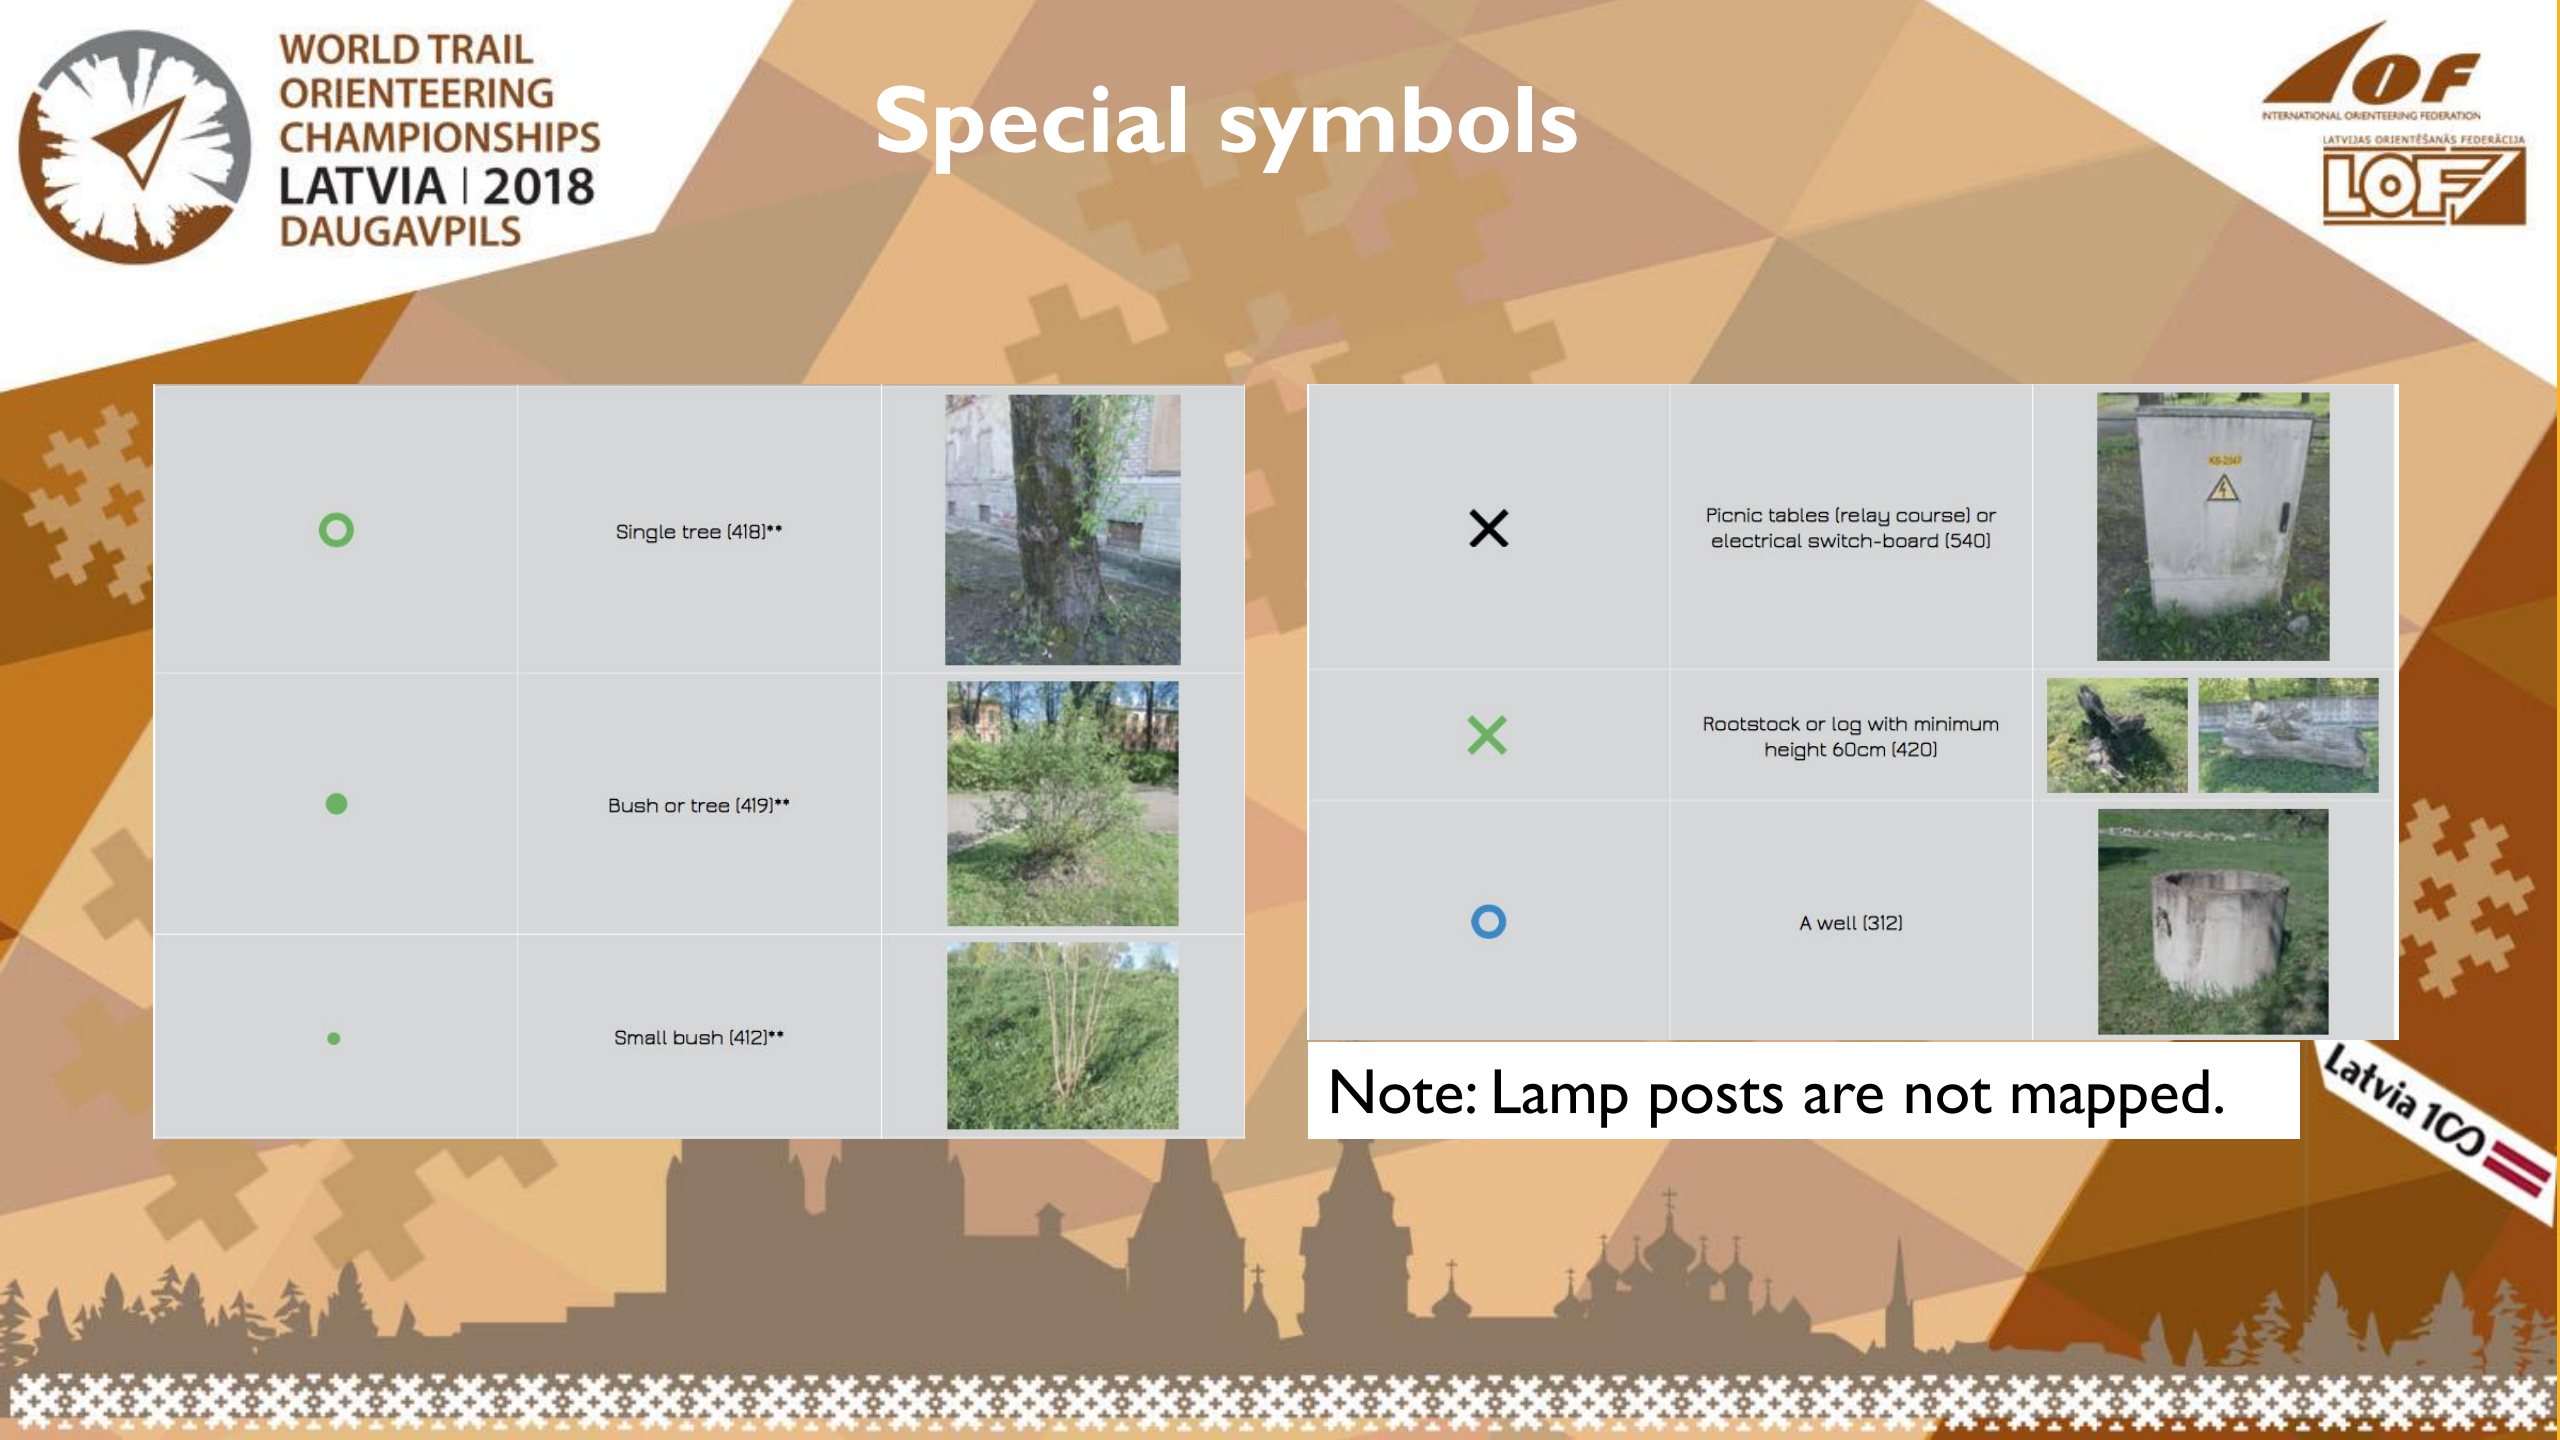 WORLD TRAIL
ORIENTEERING
CHAMPIONSHIPS
LATVIA | 2018
DAUGAVPILS
Special symbols
IOF
INTERNATIONAL ORIENTEERING FEDERATION
LATVIJAS ORIENTĒŠANĀS FEDERĀCIJA
LOF
Single tree (418)**
Bush or tree (419)**
Small bush (412)**
Picnic tables (relay course) or
electrical switch-board (540)
KS-2347
Rootstock or log with minimum
height 60cm (420)
A well (312)
Note: Lamp posts are not mapped.
Latvia 100